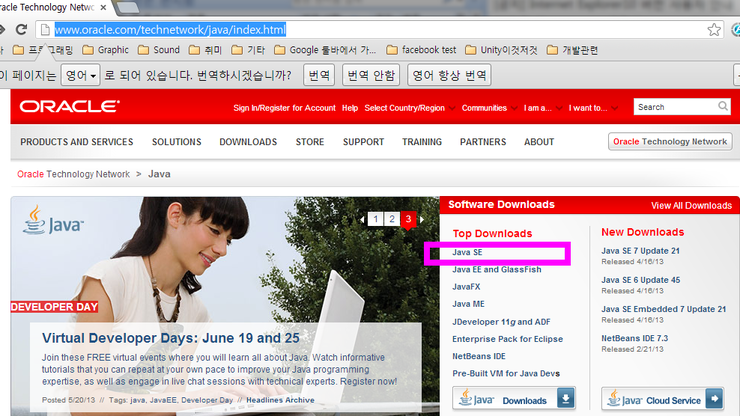 racle Technology Netwo
www.oracle.com/technetwork/java/index.html
프로그래밍 Graphic Sound 취미 기타 Google 툴바에서 가... facebook test Unity이것저것 개발관련
이 페이지는 영어 로 되어 있습니다. 번역하시겠습니까? 번역 번역 안함 영어 항상 번역
ORACLE Sign In/Register for Account Help Select Country/Region Communities I am a... I want to... Search
PRODUCTS AND SERVICES SOLUTIONS DOWNLOADS STORE SUPPORT TRAINING PARTNERS ABOUT Oracle Technology Network
Oracle Technology Network > Java
Java
1 2 3
DEVELOPER DAY
Virtual Developer Days: June 19 and 25
Join these FREE virtual events where you will learn all about Java. Watch informative
tutorials that you can repeat at your own pace to improve your Java programming
expertise, as well as engage in live chat sessions with technical experts. Register now!
Posted 5/20/13 // Tags: java, JavaEE, Developer Day // Headlines Archive
Software Downloads View All Downloads
Top Downloads
Java SE
Java EE and GlassFish
JavaFX
Java ME
JDeveloper 11g and ADF
Enterprise Pack for Eclipse
NetBeans IDE
Pre-Built VM for Java Devs
New Downloads
Java SE 7 Update 21
Released 4/16/13
Java SE 6 Update 45
Released 4/16/13
Java SE Embedded 7 Update 21
Released 4/16/13
NetBeans IDE 7.3
Released 2/21/13
Java Downloads
Java Cloud Service